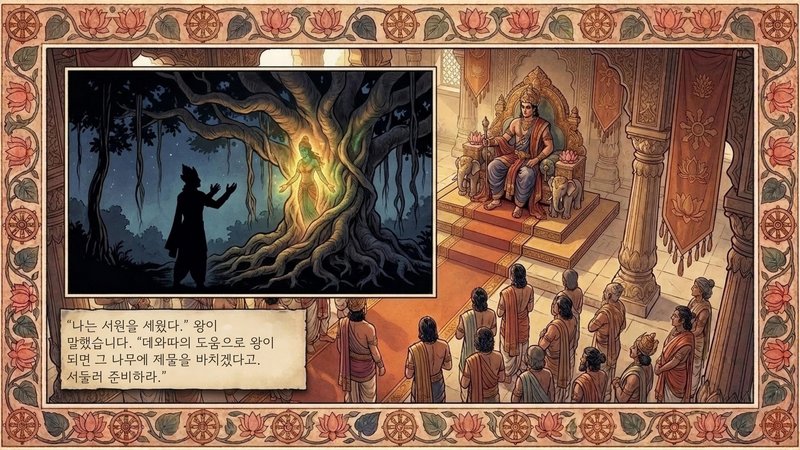 “나는 서원을 세웠다.” 왕이
말했습니다. “데와따의 도움으로 왕이
되면 그 나무에 제물을 바치겠다고.
서둘러 준비하라.”